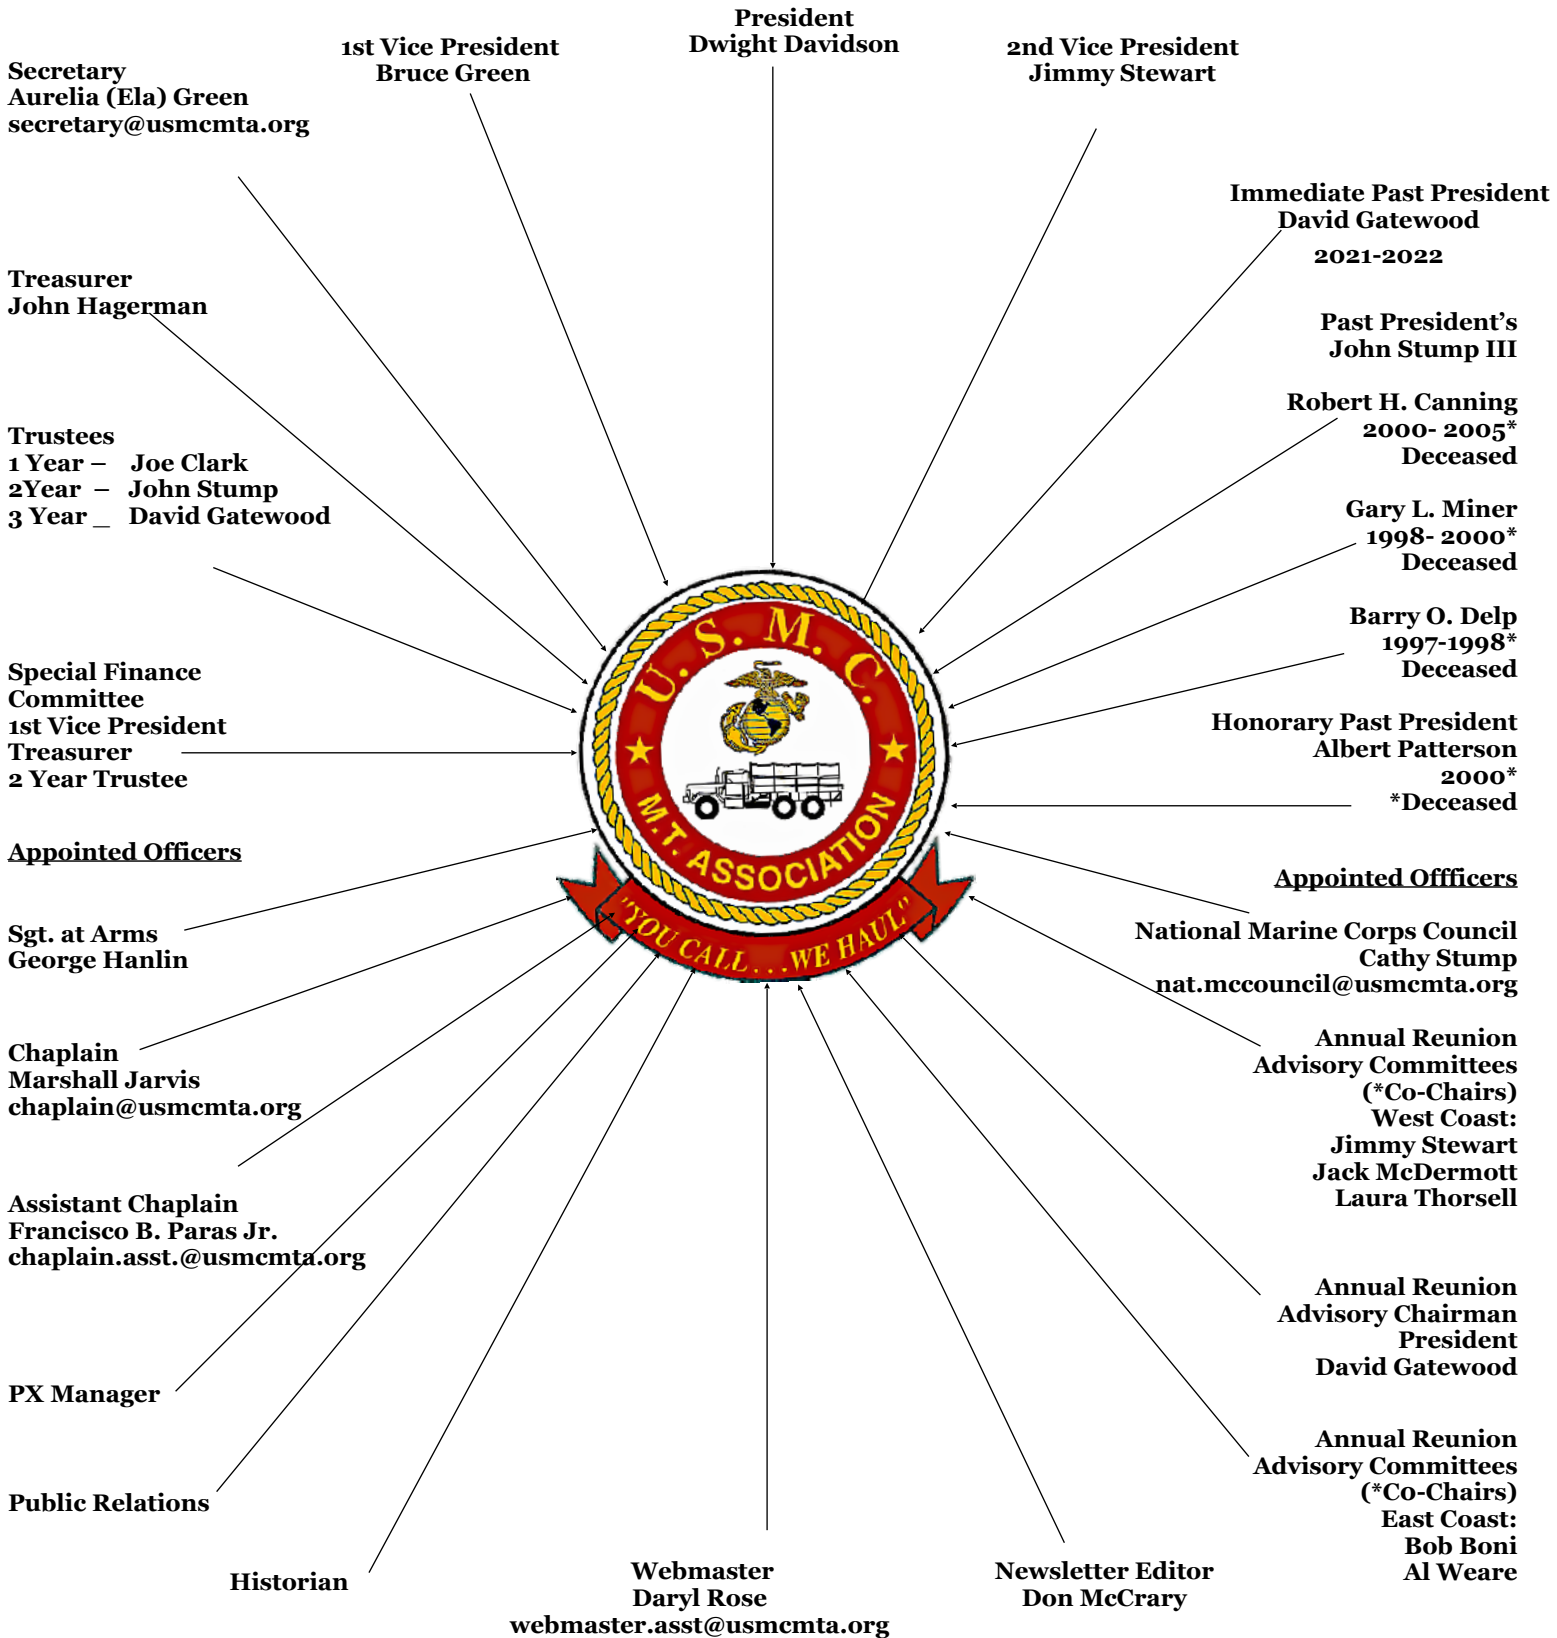 President
Dwight Davidson
1st Vice President
Bruce Green
2nd Vice President
Jimmy Stewart
Secretary
Aurelia (Ela) Green
secretary@usmcmta.org
Immediate Past President
David Gatewood
2021-2022
Treasurer
John Hagerman
Past President’s
John Stump III
Robert H. Canning
2000- 2005*
Deceased
Trustees
1 Year –    Joe Clark
2Year  –   John Stump
3 Year _   David Gatewood
Gary L. Miner
1998- 2000*
Deceased
Barry O. Delp
1997-1998*
Deceased
Special Finance
Committee
1st Vice President
Treasurer
2 Year Trustee
Honorary Past President
Albert Patterson
2000*
*Deceased
U. S. M. C.
M.T. ASSOCIATION
"YOU CALL...WE HAUL"
Appointed Officers
Sgt. at Arms
George Hanlin
Chaplain
Marshall Jarvis
chaplain@usmcmta.org
Assistant Chaplain
Francisco B. Paras Jr.
chaplain.asst.@usmcmta.org
PX Manager
Public Relations
Historian
Webmaster
Daryl Rose
webmaster.asst@usmcmta.org
Newsletter Editor
Don McCrary
Appointed Offficers
National Marine Corps Council
Cathy Stump
nat.mccouncil@usmcmta.org
Annual Reunion
Advisory Committees
(*Co-Chairs)
West Coast:
Jimmy Stewart
Jack McDermott
Laura Thorsell
Annual Reunion
Advisory Chairman
President
David Gatewood
Annual Reunion
Advisory Committees
(*C0-Chairs)
East Coast:
Bob Boni
Al Weare